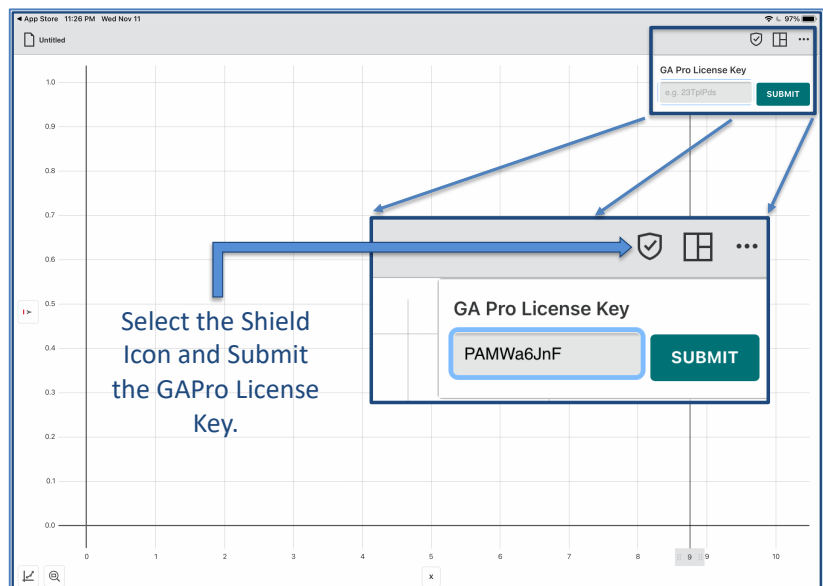 ◀ App Store 11:26 PM Wed Nov 11 97%
Untitled
GA Pro License Key
e.g. 23TplPds SUBMIT
1.0
0.9
0.8
0.7
0.6
GA Pro License Key
PAMWa6JnF SUBMIT
Select the Shield
Icon and Submit
the GAPro License
Key.
0.5
0.4
0.3
0.2
0.1
0.0
0 1 2 3 4 5 6 7 8 9 9 10
Y
x